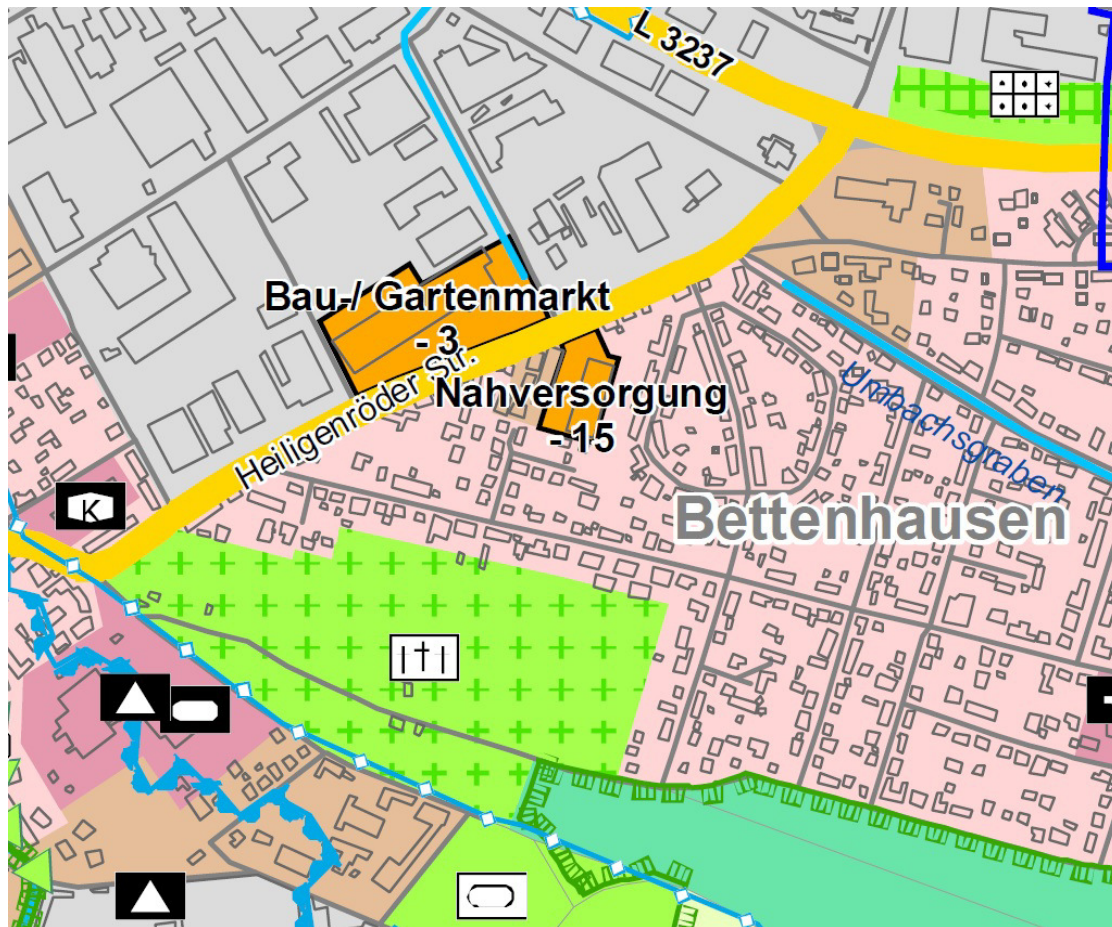 L 3237
Bau-/ Gartenmarkt
- 3
Heiligenröder Str.
Nahversorgung
- 15
Umbachsgraben
Bettenhausen
K